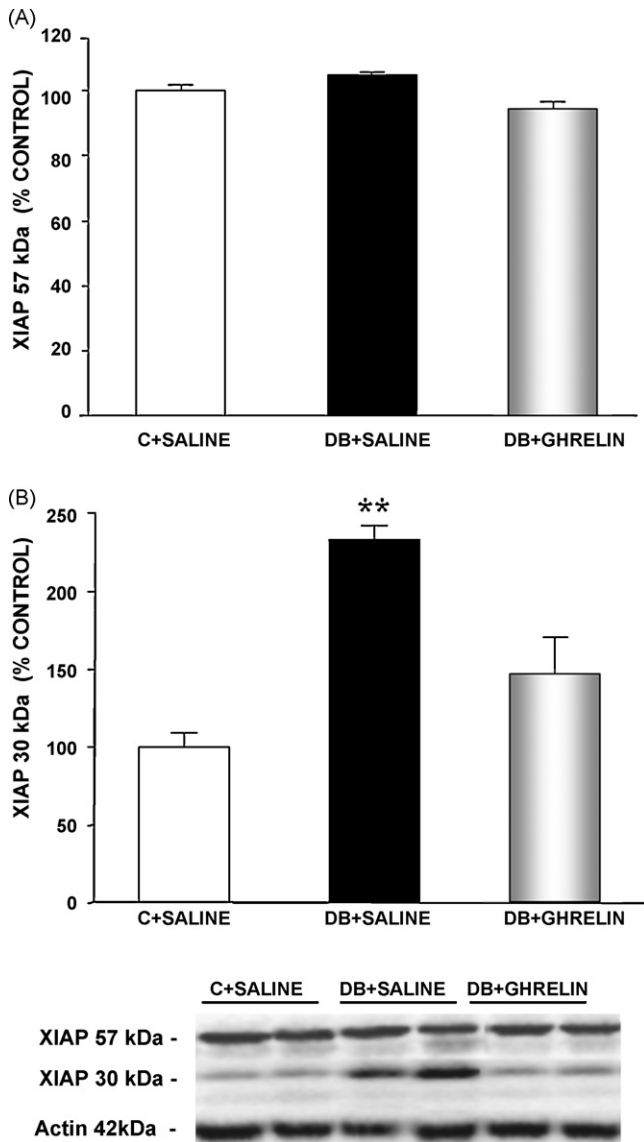 (A)
XIAP 57 kDa (% CONTROL)
120
100
80
60
40
20
0
C+SALINE DB+SALINE DB+GHRELIN
(B)
XIAP 30 kDa (% CONTROL)
250
200
150
100
50
0
**
C+SALINE DB+SALINE DB+GHRELIN
C+SALINE DB+SALINE DB+GHRELIN
XIAP 57 kDa -
XIAP 30 kDa -
Actin 42kDa -